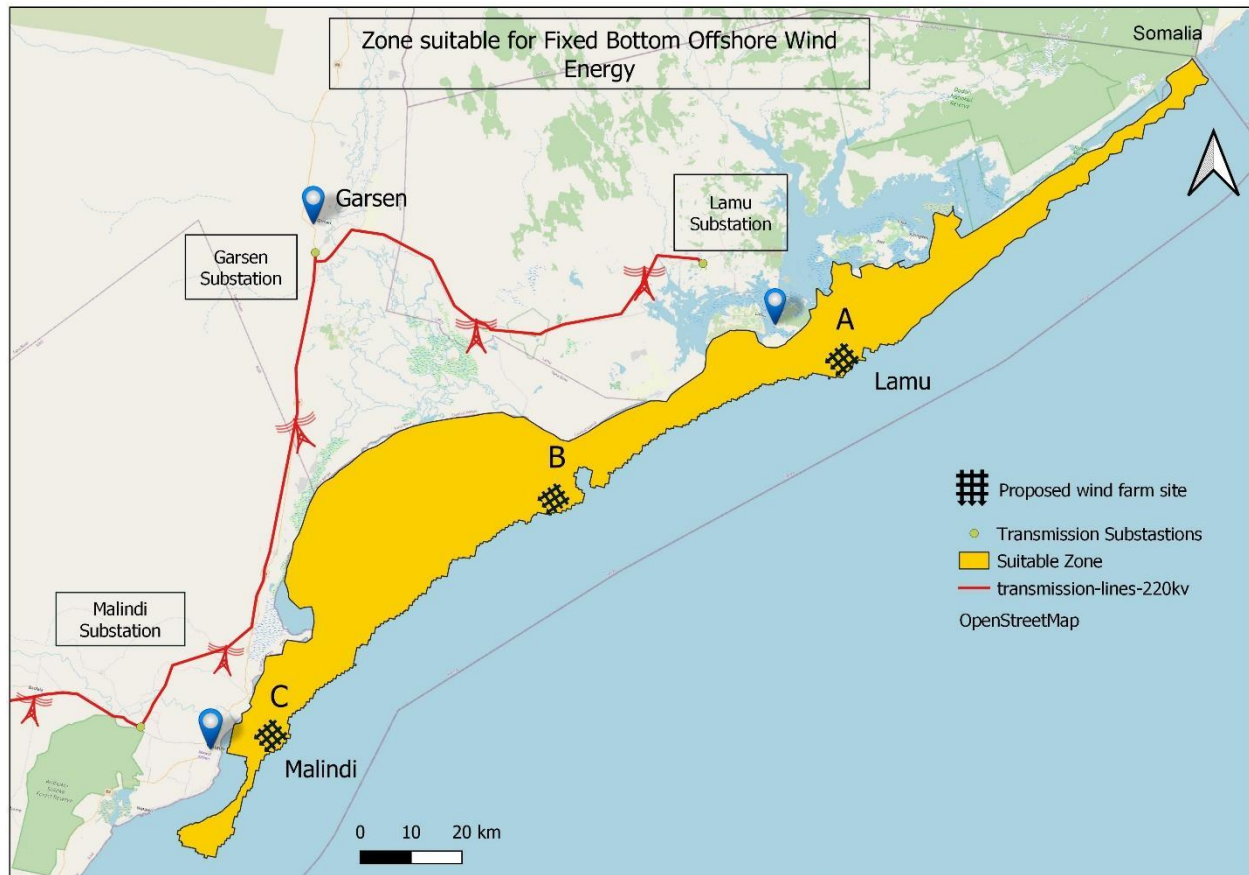 Zone suitable for Fixed Bottom Offshore Wind
Energy
Somalia
Garsen
Lamu
Substation
Garsen
Substation
A
Lamu
B
Proposed wind farm site
Transmission Substastions
Suitable Zone
transmission-lines-220kv
OpenStreetMap
Malindi
Substation
C
Malindi
0
10
20 km